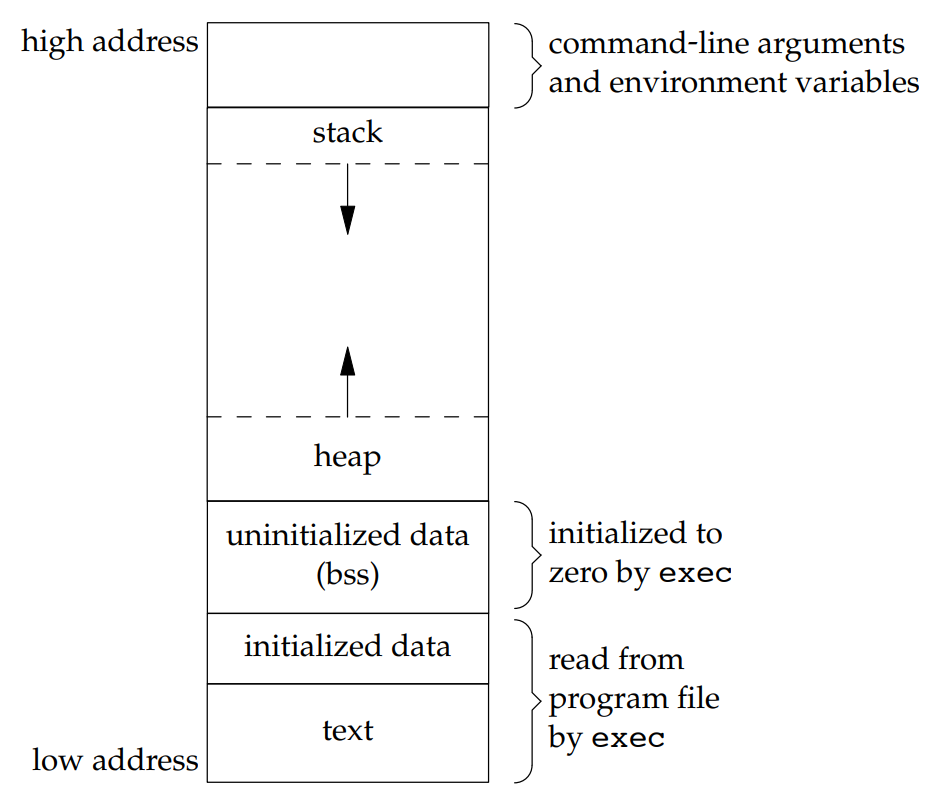 high address
command-line arguments
and environment variables
stack
heap
uninitialized data
(bss)
initialized to
zero by exec
initialized data
read from
program file
by exec
text
low address